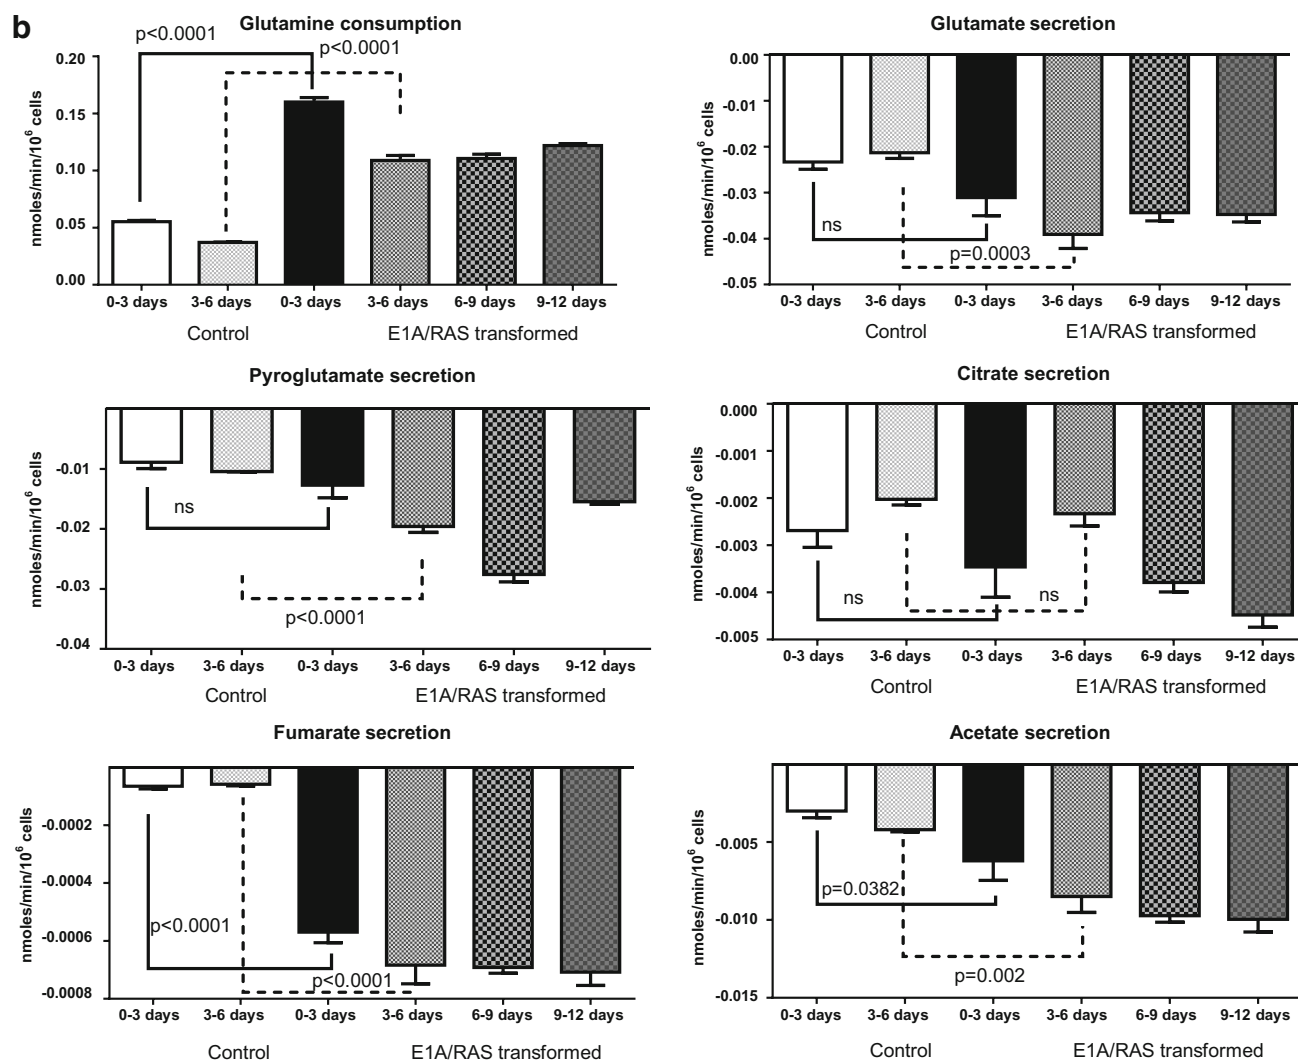 b
Glutamine consumption
p<0.0001
p<0.0001
nmoles/min/10⁶ cells
0.20
0.15
0.10
0.05
0.00
0-3 days 3-6 days 0-3 days 3-6 days 6-9 days 9-12 days
Control E1A/RAS transformed
Glutamate secretion
nmoles/min/10⁶ cells
0.00
-0.01
-0.02
-0.03
-0.04
-0.05
ns
p=0.0003
0-3 days 3-6 days 0-3 days 3-6 days 6-9 days 9-12 days
Control E1A/RAS transformed
Pyroglutamate secretion
nmoles/min/10⁶ cells
-0.01
-0.02
-0.03
-0.04
ns
p<0.0001
0-3 days 3-6 days 0-3 days 3-6 days 6-9 days 9-12 days
Control E1A/RAS transformed
Citrate secretion
nmoles/min/10⁶ cells
0.000
-0.001
-0.002
-0.003
-0.004
-0.005
ns
ns
0-3 days 3-6 days 0-3 days 3-6 days 6-9 days 9-12 days
Control E1A/RAS transformed
Fumarate secretion
nmoles/min/10⁶ cells
-0.0002
-0.0004
-0.0006
-0.0008
p<0.0001
p<0.0001
0-3 days 3-6 days 0-3 days 3-6 days 6-9 days 9-12 days
Control E1A/RAS transformed
Acetate secretion
nmoles/min/10⁶ cells
-0.005
-0.010
-0.015
p=0.0382
p=0.002
0-3 days 3-6 days 0-3 days 3-6 days 6-9 days 9-12 days
Control E1A/RAS transformed